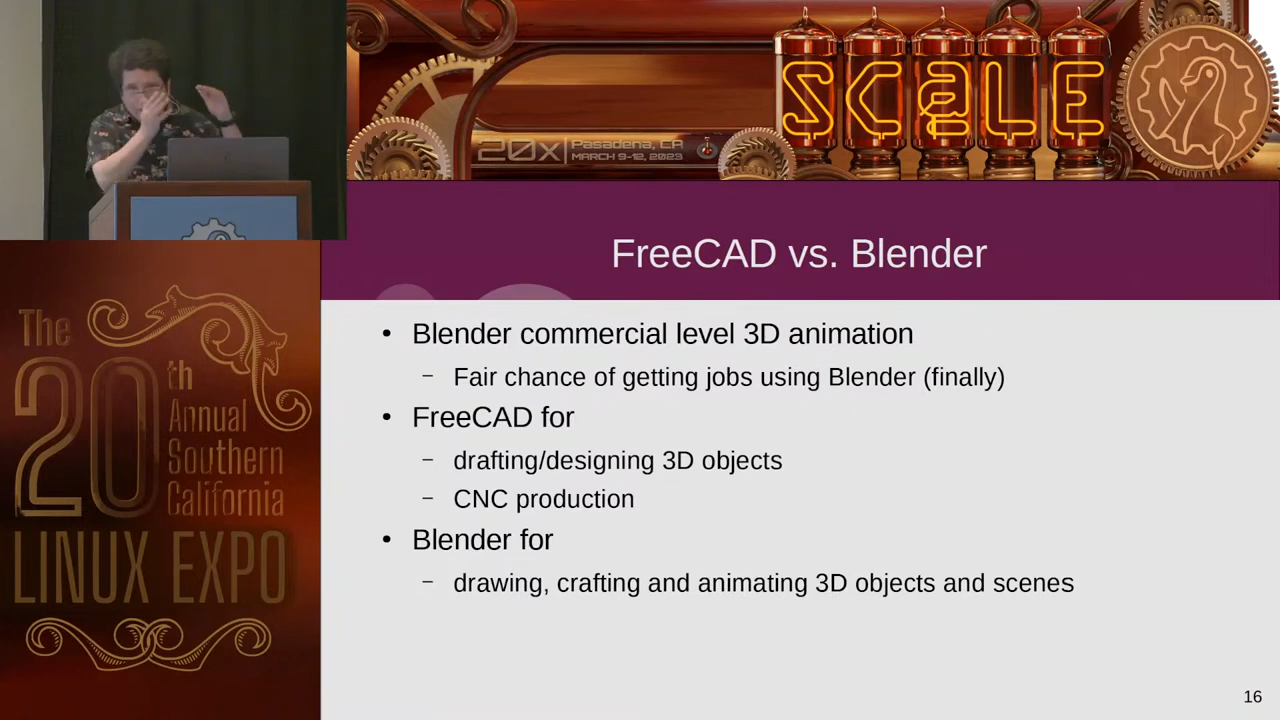 SCaLE
20x
Pasadena, CA
MARCH 9-12, 2023
FreeCAD vs. Blender
The
20th
Annual
Southern
California
LINUX EXPO
• Blender commercial level 3D animation
– Fair chance of getting jobs using Blender (finally)
• FreeCAD for
– drafting/designing 3D objects
– CNC production
• Blender for
– drawing, crafting and animating 3D objects and scenes
16